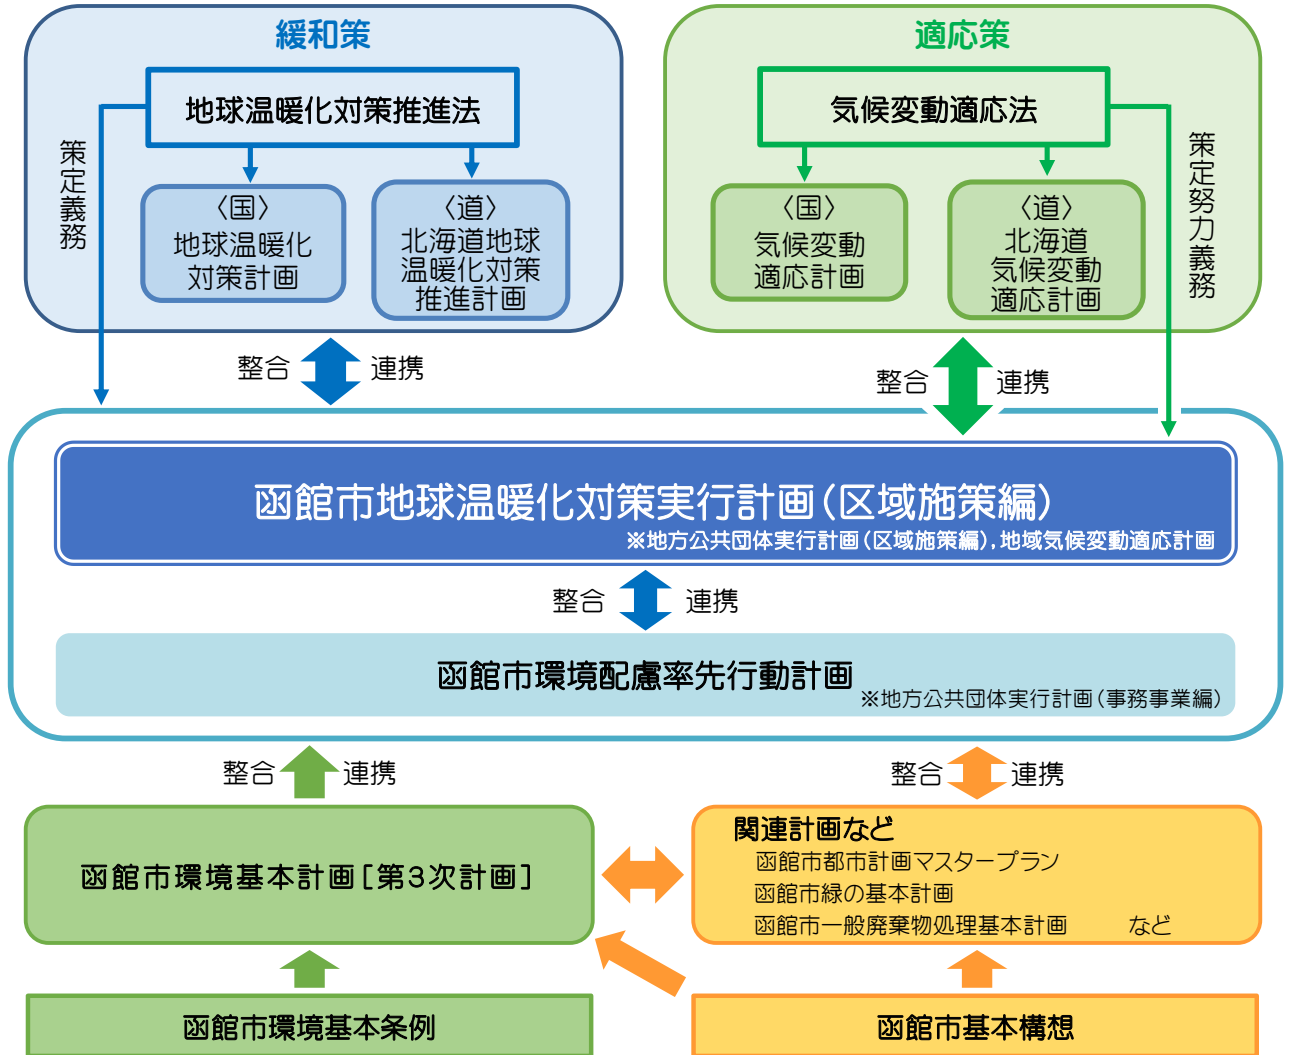 緩和策
地球温暖化対策推進法
策定義務
〈国〉
地球温暖化
対策計画
〈道〉
北海道地球
温暖化対策
推進計画
適応策
気候変動適応法
策定努力義務
〈国〉
気候変動
適応計画
〈道〉
北海道
気候変動
適応計画
整合 連携
整合 連携
函館市地球温暖化対策実行計画（区域施策編）
※地方公共団体実行計画（区域施策編），地域気候変動適応計画
整合 連携
函館市環境配慮率先行動計画
※地方公共団体実行計画（事務事業編）
整合 連携
整合 連携
函館市環境基本計画［第３次計画］
関連計画など
函館市都市計画マスタープラン
函館市緑の基本計画
函館市一般廃棄物処理基本計画 など
函館市環境基本条例
函館市基本構想